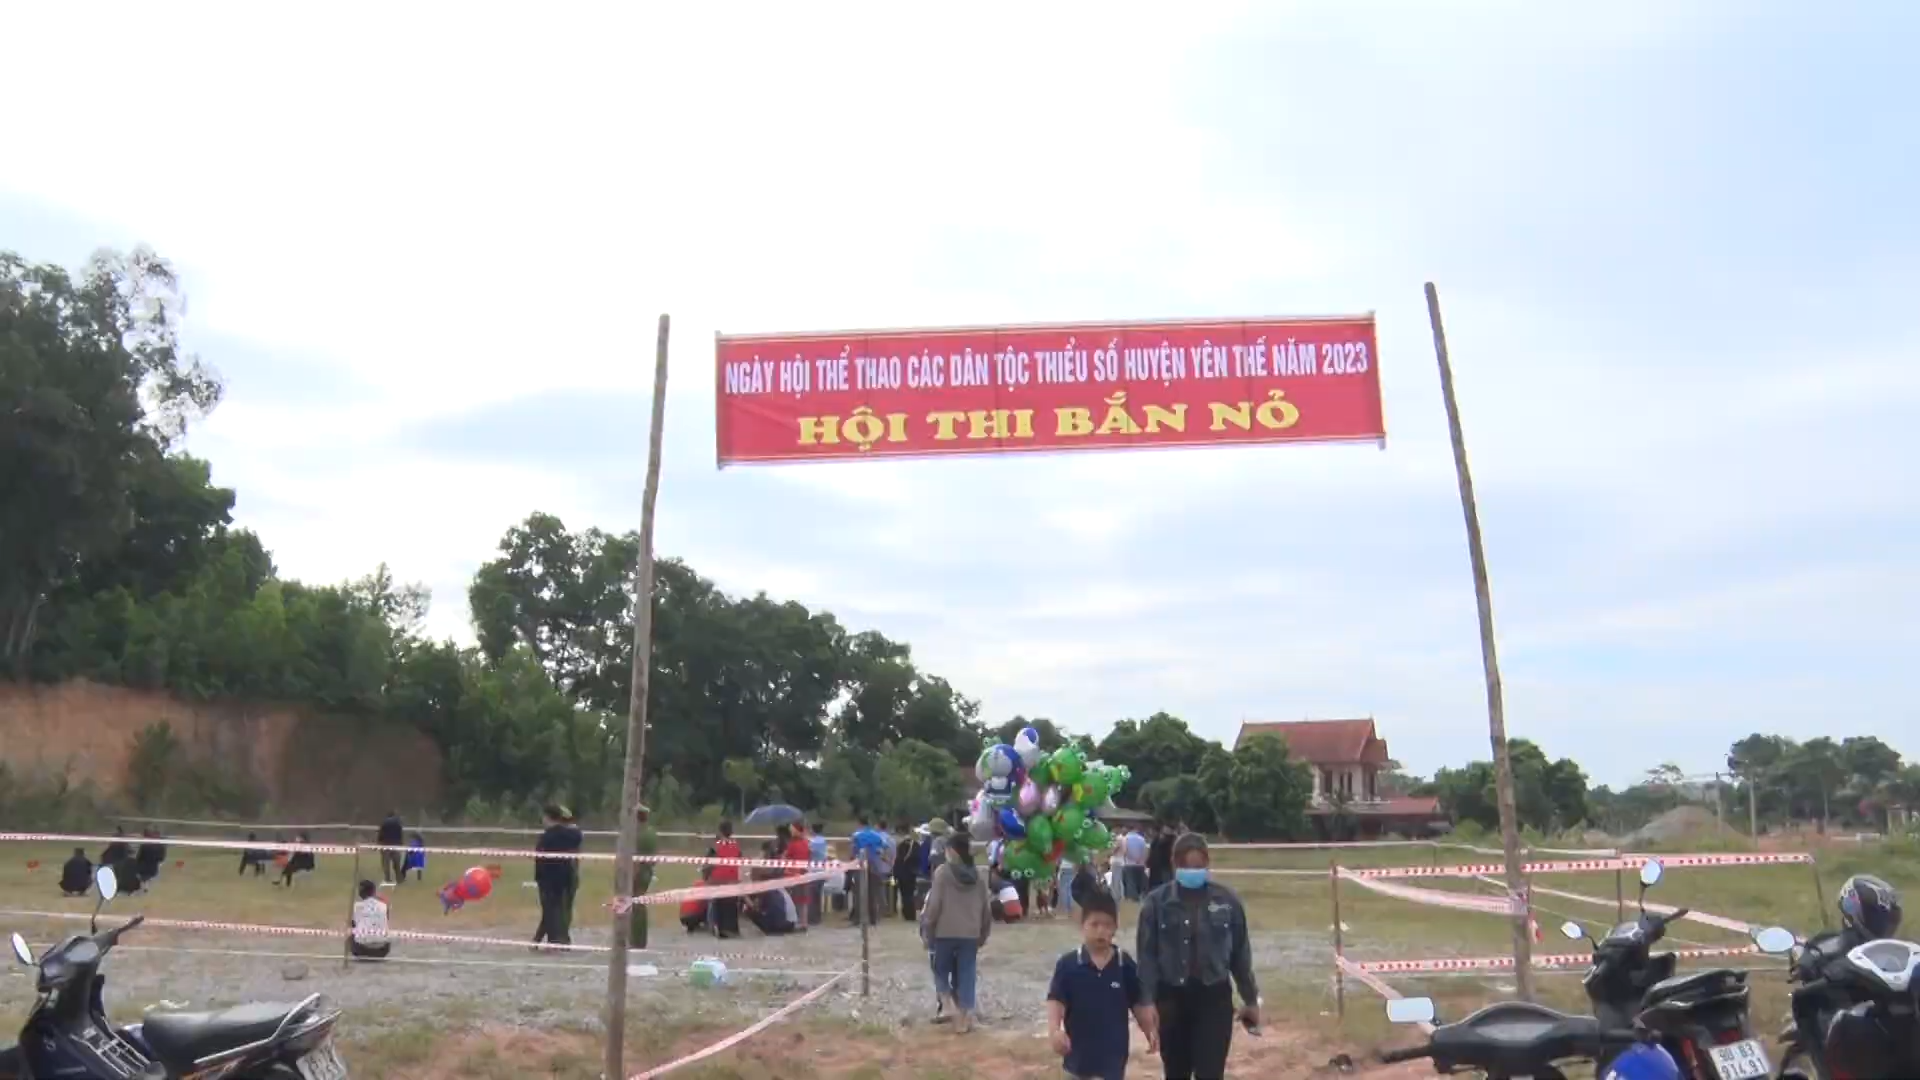 NGÀY HỘI THỂ THAO CÁC DÂN TỘC THIỂU SỐ HUYỆN YÊN THẾ NĂM 2023
HỘI THI BẮN NỎ